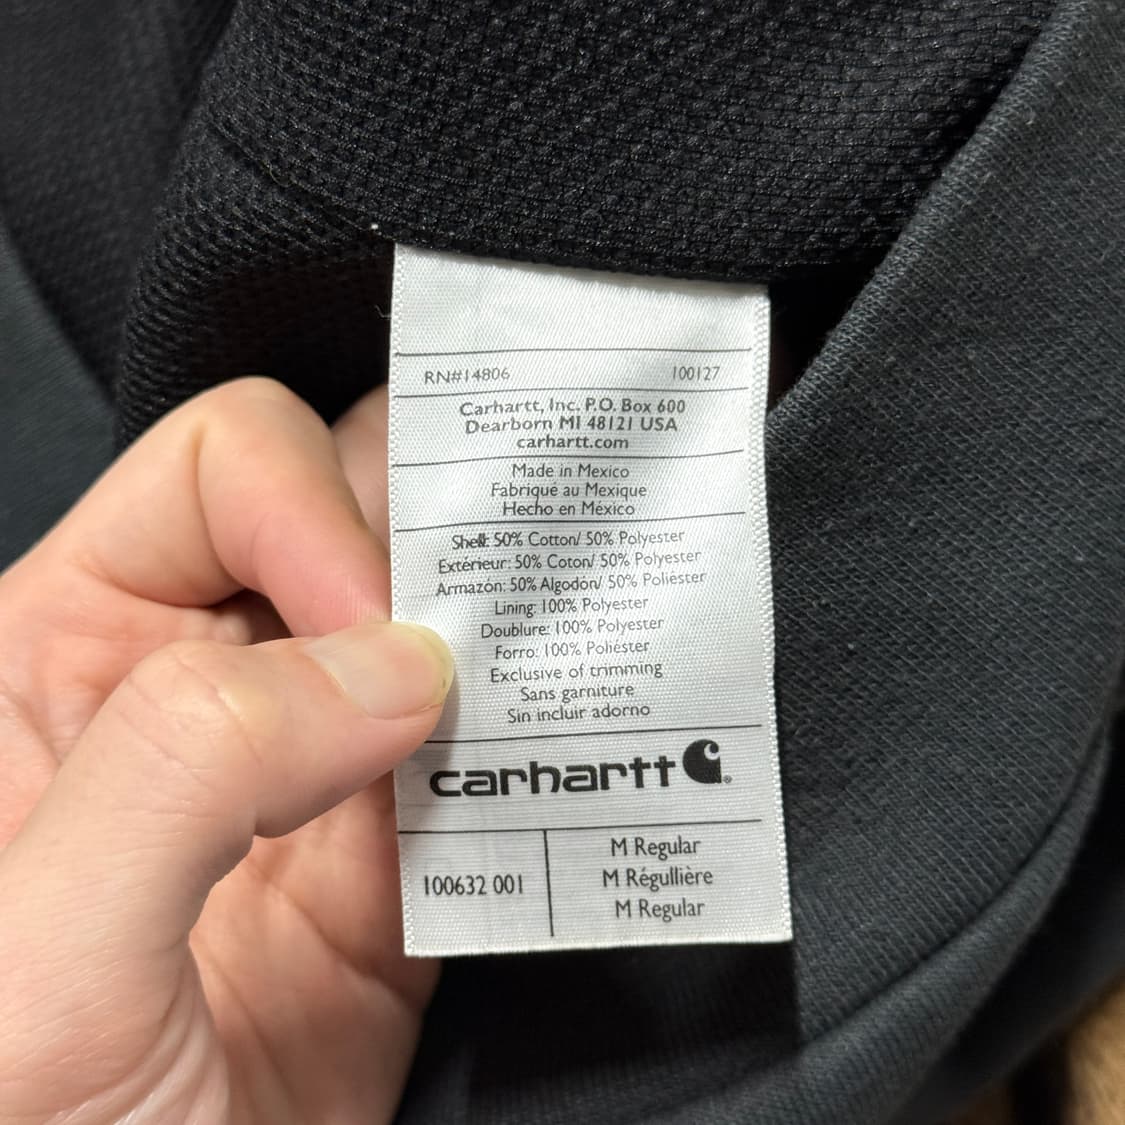 RN#14806 100127
Carhartt, Inc. P.O. Box 600
Dearborn MI 48121 USA
carhartt.com
Made in Mexico
Fabriqué au Mexique
Hecho en México
Shell: 50% Cotton/ 50% Polyester
Extérieur: 50% Coton/ 50% Polyester
Armazón: 50% Algodón/ 50% Poliéster
Lining: 100% Polyester
Doublure: 100% Polyester
Forro: 100% Poliéster
Exclusive of trimming
Sans garniture
Sin incluir adorno
carhartt ®
100632 001
M Regular
M Régullière
M Regular